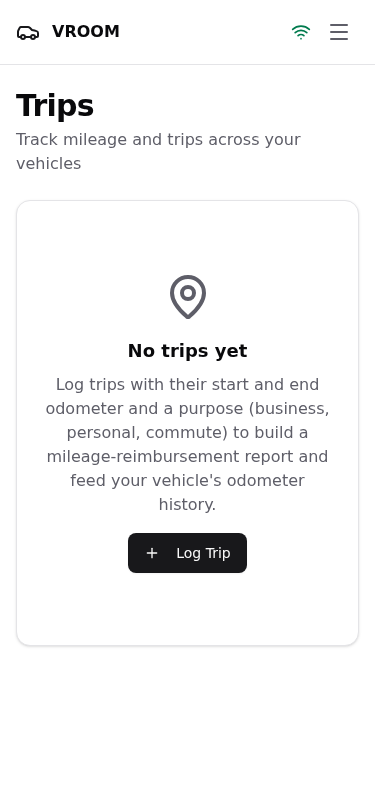 VROOM
Trips
Track mileage and trips across your
vehicles
No trips yet
Log trips with their start and end
odometer and a purpose (business,
personal, commute) to build a
mileage-reimbursement report and
feed your vehicle's odometer
history.
Log Trip